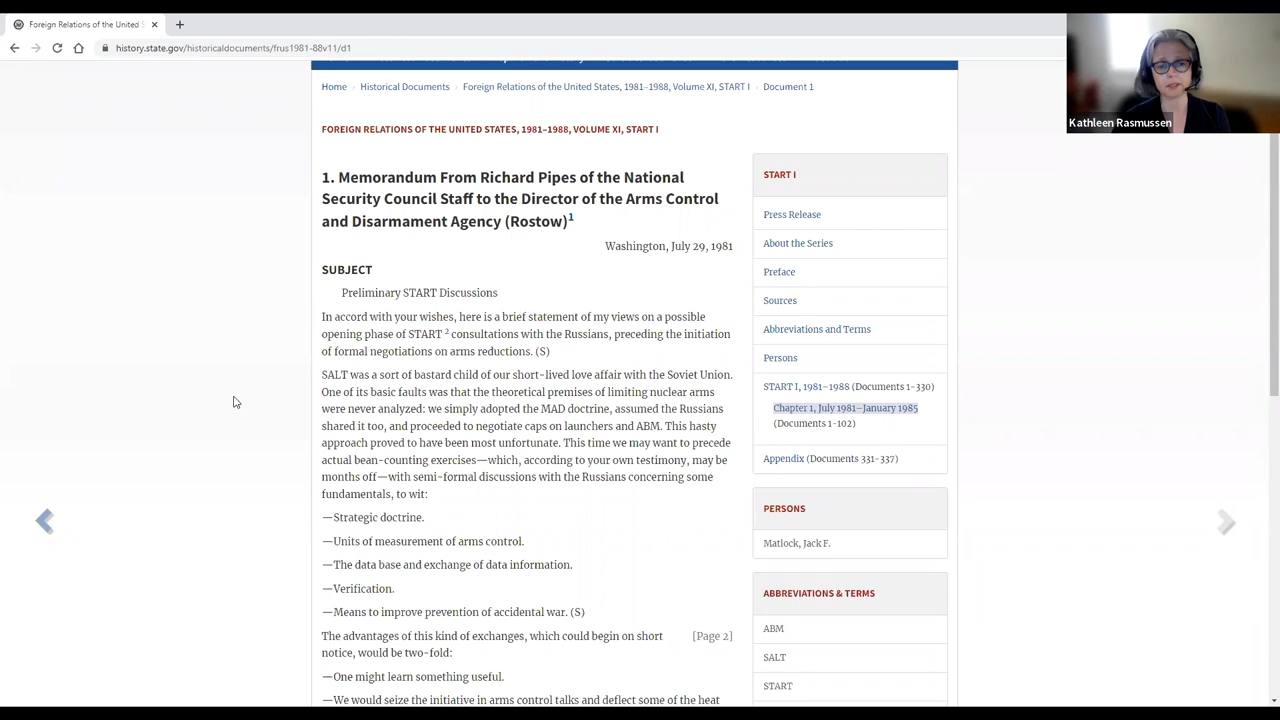 Foreign Relations of the United S
history.state.gov/historicaldocuments/frus1981-88v11/d1
Kathleen Rasmussen
Home › Historical Documents › Foreign Relations of the United States, 1981–1988, Volume XI, START I › Document 1
FOREIGN RELATIONS OF THE UNITED STATES, 1981–1988, VOLUME XI, START I
1. Memorandum From Richard Pipes of the National
Security Council Staff to the Director of the Arms Control
and Disarmament Agency (Rostow)1
Washington, July 29, 1981
SUBJECT
Preliminary START Discussions
In accord with your wishes, here is a brief statement of my views on a possible
opening phase of START 2 consultations with the Russians, preceding the initiation
of formal negotiations on arms reductions. (S)
SALT was a sort of bastard child of our short-lived love affair with the Soviet Union.
One of its basic faults was that the theoretical premises of limiting nuclear arms
were never analyzed: we simply adopted the MAD doctrine, assumed the Russians
shared it too, and proceeded to negotiate caps on launchers and ABM. This hasty
approach proved to have been most unfortunate. This time we may want to precede
actual bean-counting exercises—which, according to your own testimony, may be
months off—with semi-formal discussions with the Russians concerning some
fundamentals, to wit:
—Strategic doctrine.
—Units of measurement of arms control.
—The data base and exchange of data information.
—Verification.
—Means to improve prevention of accidental war. (S)
The advantages of this kind of exchanges, which could begin on short [Page 2]
notice, would be two-fold:
—One might learn something useful.
—We would seize the initiative in arms control talks and deflect some of the heat
START I
Press Release
About the Series
Preface
Sources
Abbreviations and Terms
Persons
START I, 1981–1988 (Documents 1-330)
Chapter 1, July 1981–January 1985
(Documents 1-102)
Appendix (Documents 331-337)
PERSONS
Matlock, Jack F.
ABBREVIATIONS & TERMS
ABM
SALT
START